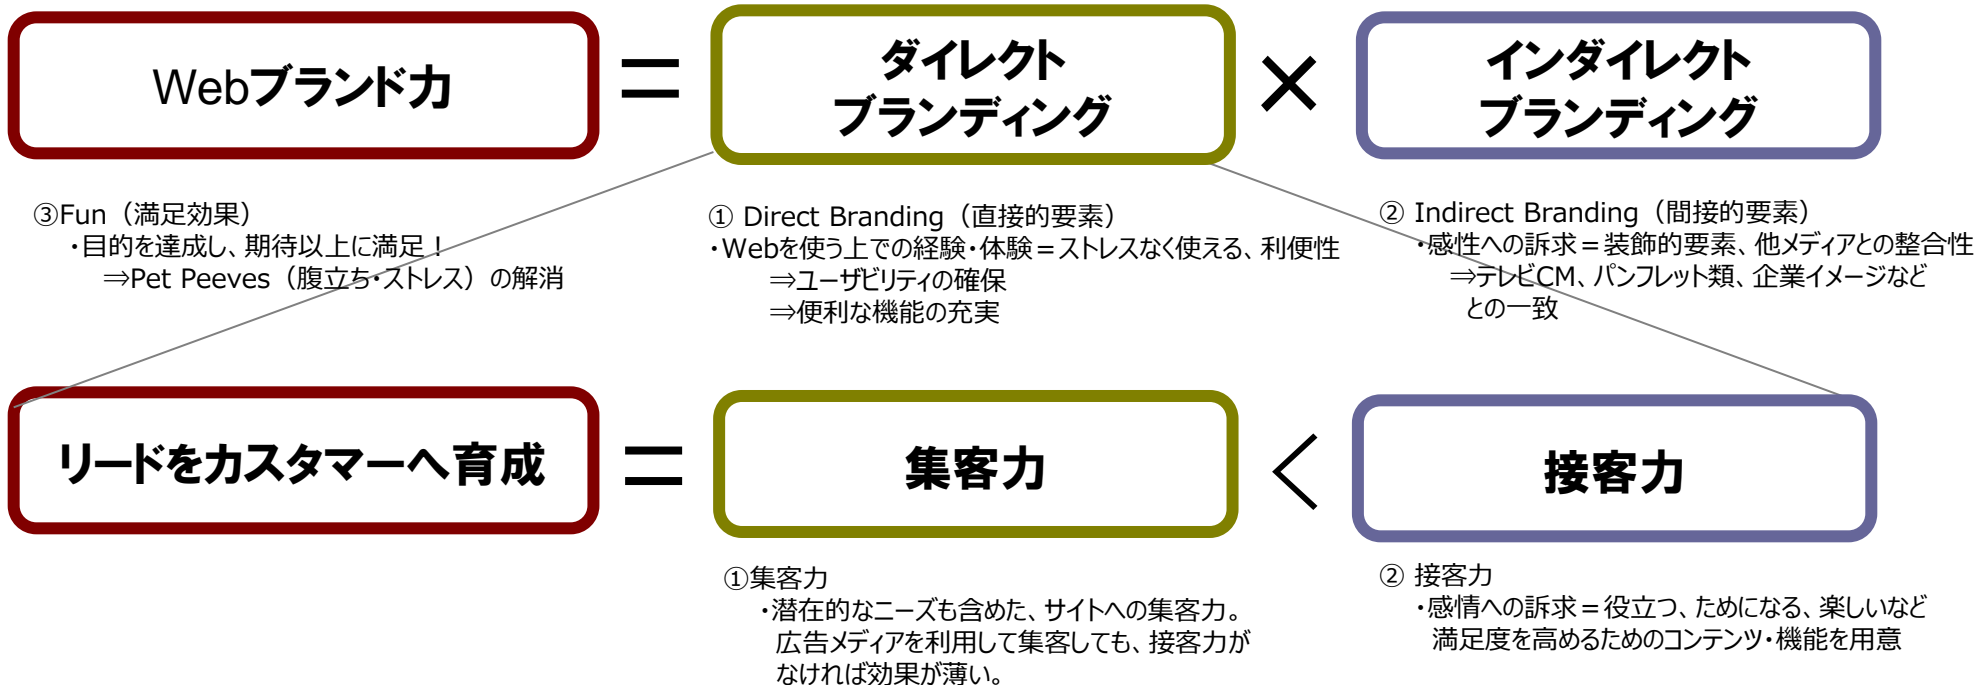 Webブランド力
＝
ダイレクト
ブランディング
×
インダイレクト
ブランディング
③Fun（満足効果）
・目的を達成し、期待以上に満足！
⇒Pet Peeves（腹立ち・ストレス）の解消
① Direct Branding（直接的要素）
・Webを使う上での経験・体験＝ストレスなく使える、利便性
⇒ユーザビリティの確保
⇒便利な機能の充実
② Indirect Branding（間接的要素）
・感性への訴求＝装飾的要素、他メディアとの整合性
⇒テレビCM、パンフレット類、企業イメージなど
との一致
リードをカスタマーへ育成
＝
集客力
＜
接客力
①集客力
・潜在的なニーズも含めた、サイトへの集客力。
広告メディアを利用して集客しても、接客力が
なければ効果が薄い。
② 接客力
・感情への訴求＝役立つ、ためになる、楽しいなど
満足度を高めるためのコンテンツ・機能を用意